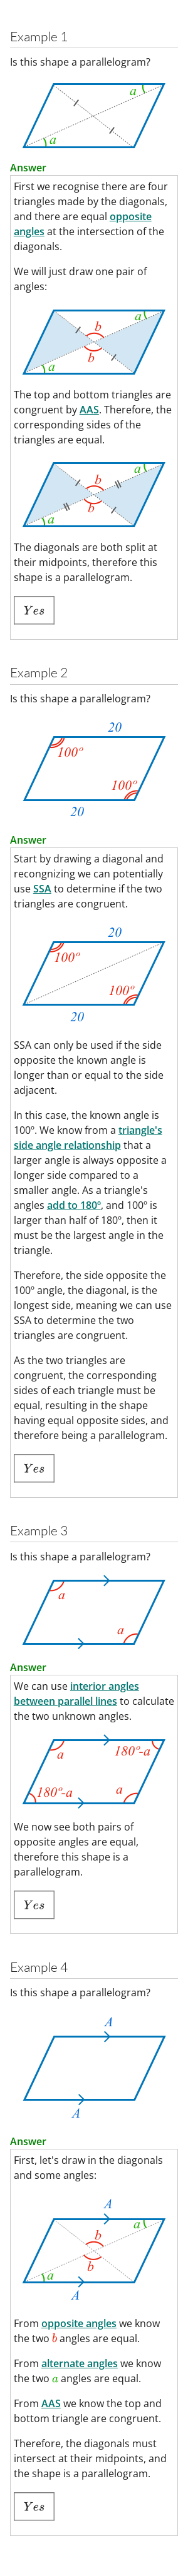 Example 1
Is this shape a parallelogram?
a
a
Answer
First we recognise there are four
triangles made by the diagonals,
and there are equal opposite
angles at the intersection of the
diagonals.
We will just draw one pair of
angles:
a
b
b
a
The top and bottom triangles are
congruent by AAS. Therefore, the
corresponding sides of the
triangles are equal.
a
b
b
a
The diagonals are both split at
their midpoints, therefore this
shape is a parallelogram.
Yes
Example 2
Is this shape a parallelogram?
20
100°
100°
20
Answer
Start by drawing a diagonal and
recongnizing we can potentially
use SSA to determine if the two
triangles are congruent.
20
100°
100°
20
SSA can only be used if the side
opposite the known angle is
longer than or equal to the side
adjacent.
In this case, the known angle is
100°. We know from a triangle's
side angle relationship that a
larger angle is always opposite a
longer side compared to a
smaller angle. As a triangle's
angles add to 180°, and 100° is
larger than half of 180°, then it
must be the largest angle in the
triangle.
Therefore, the side opposite the
100° angle, the diagonal, is the
longest side, meaning we can use
SSA to determine the two
triangles are congruent.
As the two triangles are
congruent, the corresponding
sides of each triangle must be
equal, resulting in the shape
having equal opposite sides, and
therefore being a parallelogram.
Yes
Example 3
Is this shape a parallelogram?
a
a
Answer
We can use interior angles
between parallel lines to calculate
the two unknown angles.
a
180°-a
180°-a
a
We now see both pairs of
opposite angles are equal,
therefore this shape is a
parallelogram.
Yes
Example 4
Is this shape a parallelogram?
A
A
Answer
First, let's draw in the diagonals
and some angles:
A
a
b
b
a
A
From opposite angles we know
the two b angles are equal.
From alternate angles we know
the two a angles are equal.
From AAS we know the top and
bottom triangle are congruent.
Therefore, the diagonals must
intersect at their midpoints, and
the shape is a parallelogram.
Yes